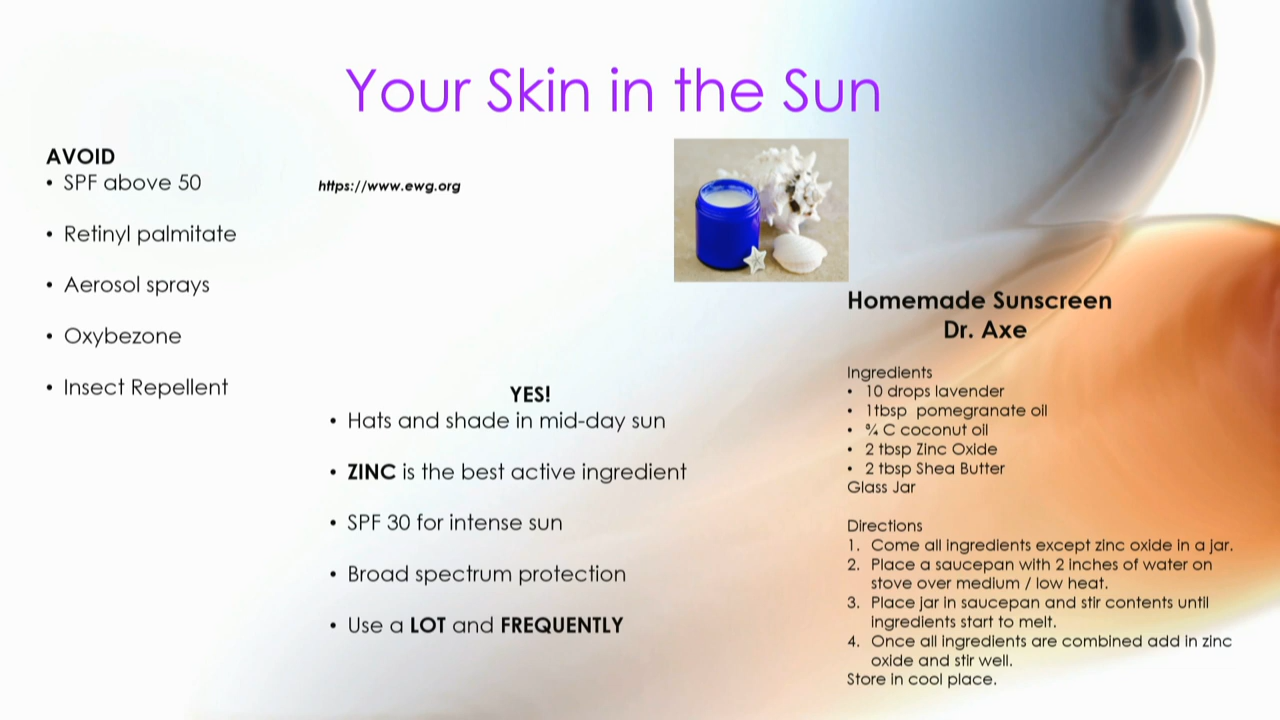 Your Skin in the Sun
AVOID
• SPF above 50
https://www.ewg.org
• Retinyl palmitate
• Aerosol sprays
• Oxybezone
• Insect Repellent
YES!
• Hats and shade in mid-day sun
• ZINC is the best active ingredient
• SPF 30 for intense sun
• Broad spectrum protection
• Use a LOT and FREQUENTLY
Homemade Sunscreen
Dr. Axe
Ingredients
• 10 drops lavender
• 1tbsp pomegranate oil
• ¾ C coconut oil
• 2 tbsp Zinc Oxide
• 2 tbsp Shea Butter
Glass Jar
Directions
1. Come all ingredients except zinc oxide in a jar.
2. Place a saucepan with 2 inches of water on
stove over medium / low heat.
3. Place jar in saucepan and stir contents until
ingredients start to melt.
4. Once all ingredients are combined add in zinc
oxide and stir well.
Store in cool place.